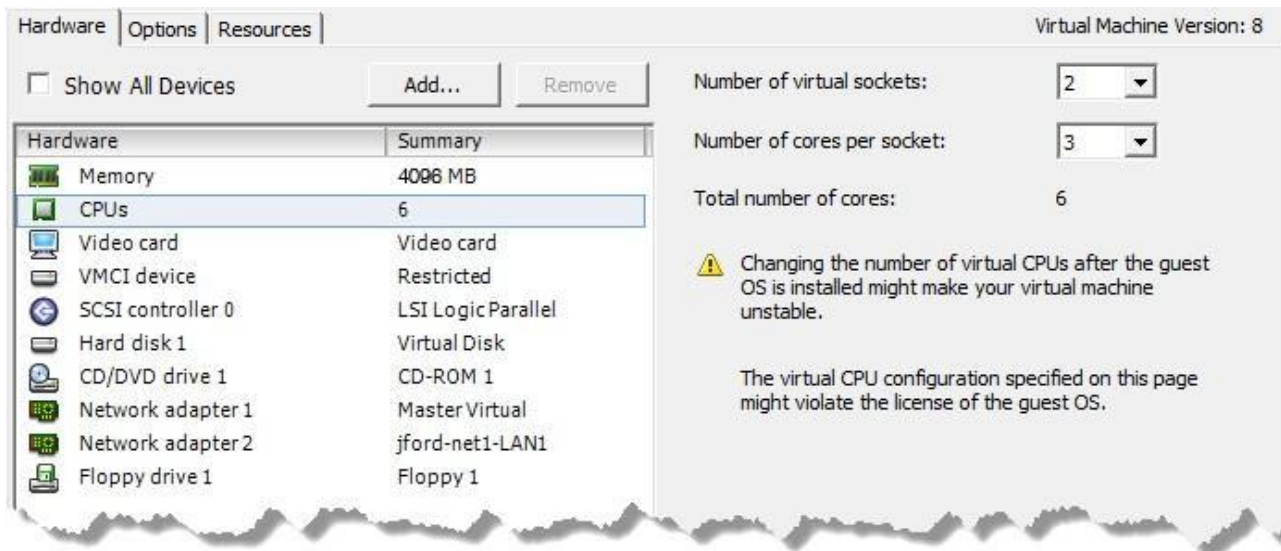 Hardware Options Resources
Virtual Machine Version: 8
Show All Devices
Add...
Remove
Hardware Summary
Memory 4096 MB
CPUs 6
Video card Video card
VMCI device Restricted
SCSI controller 0 LSI Logic Parallel
Hard disk 1 Virtual Disk
CD/DVD drive 1 CD-ROM 1
Network adapter 1 Master Virtual
Network adapter 2 jford-net1-LAN1
Floppy drive 1 Floppy 1
Number of virtual sockets: 2
Number of cores per socket: 3
Total number of cores: 6
Changing the number of virtual CPUs after the guest
OS is installed might make your virtual machine
unstable.
The virtual CPU configuration specified on this page
might violate the license of the guest OS.